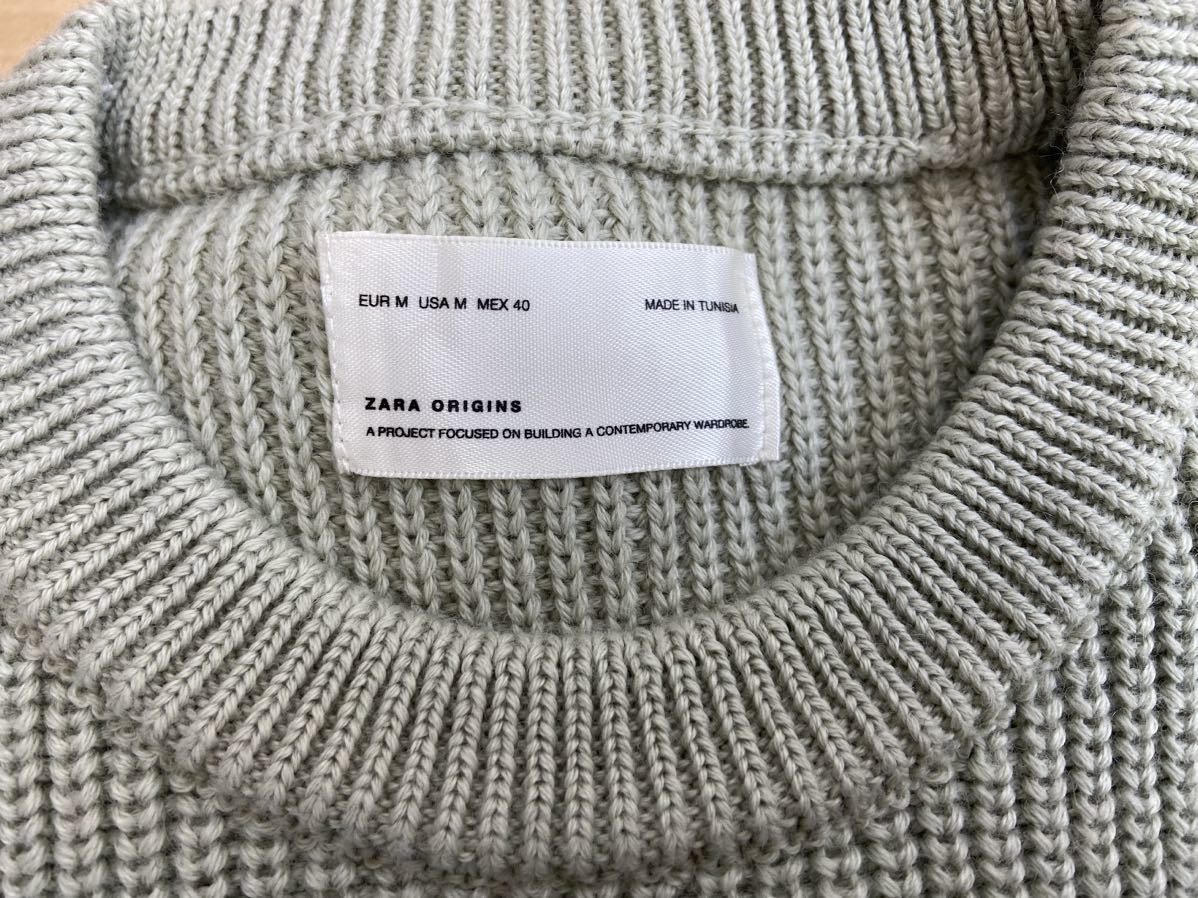 EUR M USA M MEX 40 MADE IN TUNISIA
ZARA ORIGINS
A PROJECT FOCUSED ON BUILDING A CONTEMPORARY WARDROBE.